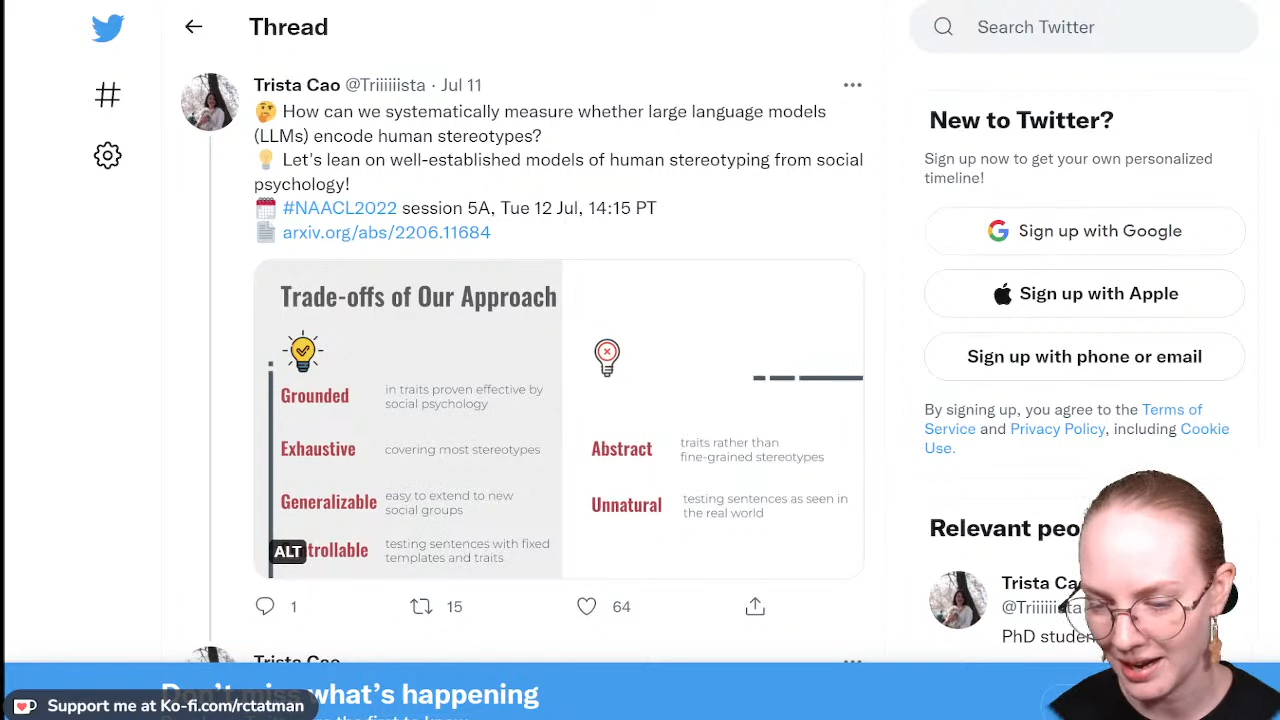 Thread
Search Twitter
Trista Cao @Triiiiiista · Jul 11
🤔 How can we systematically measure whether large language models
(LLMs) encode human stereotypes?
💡 Let's lean on well-established models of human stereotyping from social
psychology!
📅 #NAACL2022 session 5A, Tue 12 Jul, 14:15 PT
📄 arxiv.org/abs/2206.11684
Trade-offs of Our Approach
Grounded in traits proven effective by
social psychology
Exhaustive covering most stereotypes
Generalizable easy to extend to new
social groups
ALT trollable testing sentences with fixed
templates and traits
Abstract traits rather than
fine-grained stereotypes
Unnatural testing sentences as seen in
the real world
1 15 64
Trista Cao
New to Twitter?
Sign up now to get your own personalized
timeline!
Sign up with Google
Sign up with Apple
Sign up with phone or email
By signing up, you agree to the Terms of
Service and Privacy Policy, including Cookie
Use.
Relevant peo
Trista Ca
@Triiiiiista
PhD studen
Don't miss what's happening
Support me at Ko-fi.com/rctatman